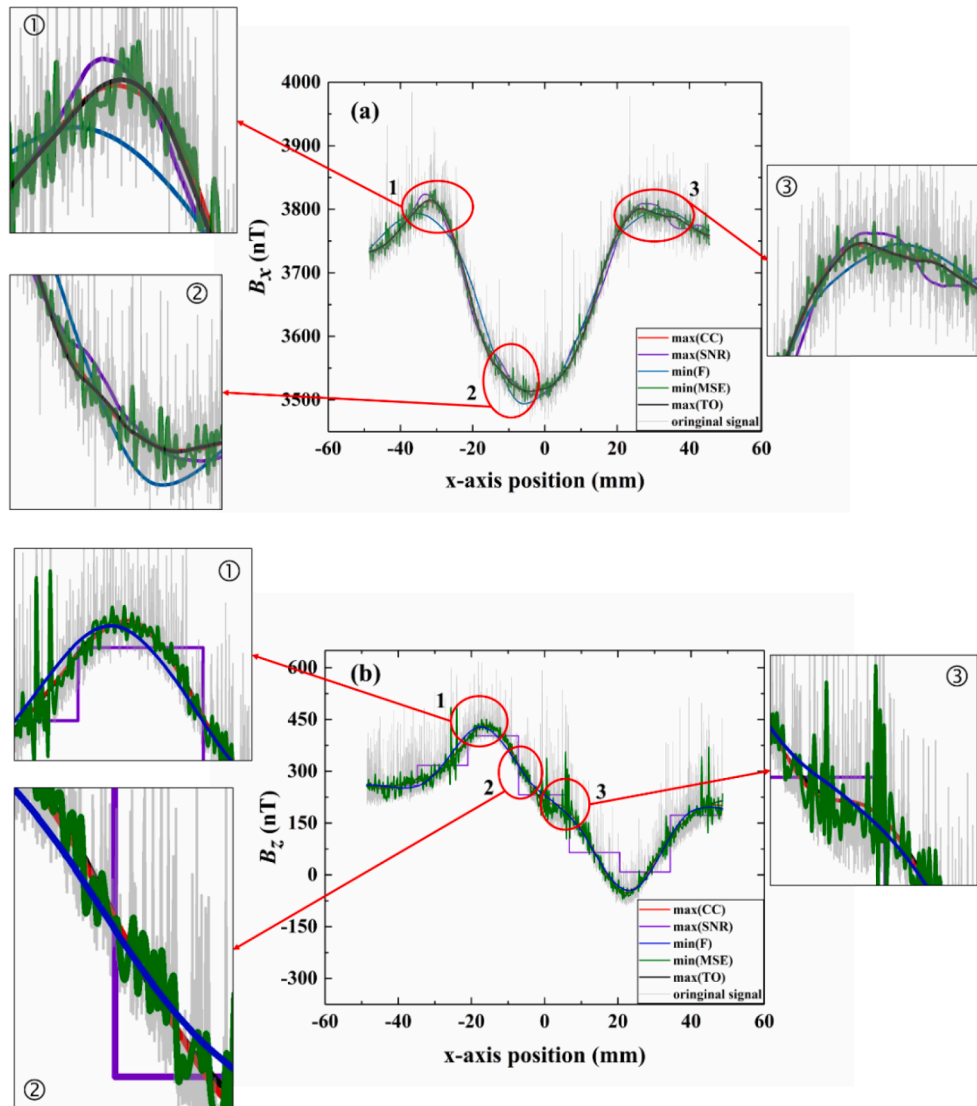 ①
②
③
(a)
4000
3900
3800
3700
3600
3500
Bx (nT)
1
2
3
max(CC)
max(SNR)
min(F)
min(MSE)
max(TO)
oringinal signal
-60 -40 -20 0 20 40 60
x-axis position (mm)
①
②
③
(b)
600
450
300
150
0
-150
-300
Bz (nT)
1
2
3
max(CC)
max(SNR)
min(F)
min(MSE)
max(TO)
oringinal signal
-60 -40 -20 0 20 40 60
x-axis position (mm)